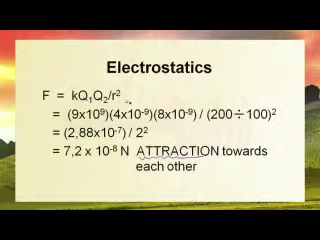 Electrostatics
F = kQ₁Q₂/r²
= (9x10⁹)(4x10⁻⁹)(8x10⁻⁹) / (200÷100)²
= (2,88x10⁻⁷) / 2²
= 7,2 x 10⁻⁸ N ATTRACTION towards
each other